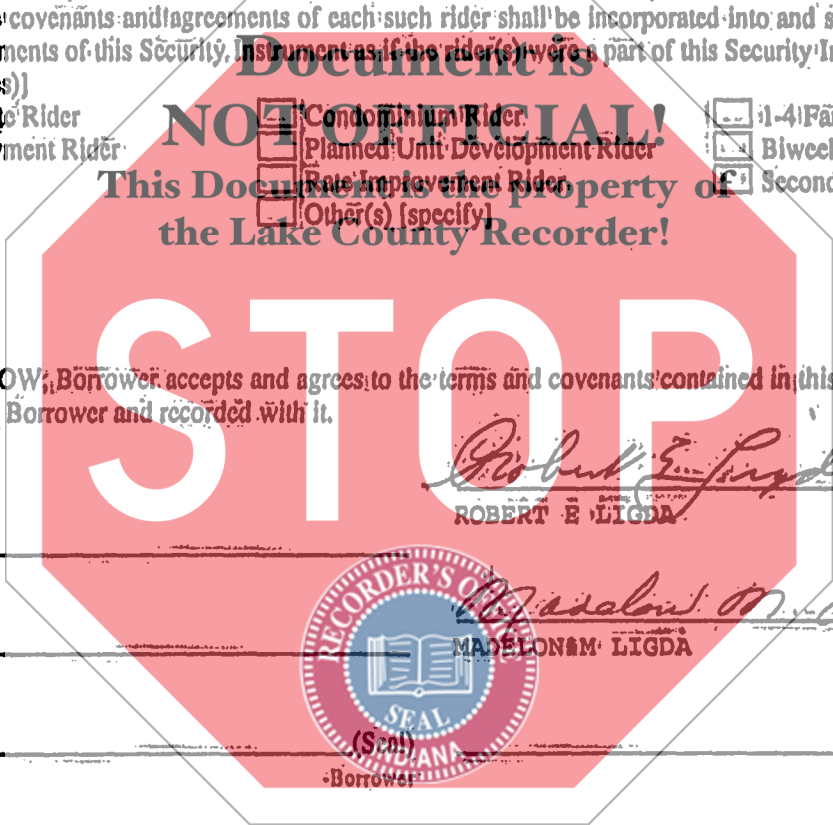 covenants and agreements of each such rider shall be incorporated into and s
ments of this Security Instrument as if the rider(s) were a part of this Security I
s)]
Document is
Rider
Condominium Rider
1-4 Fa
NOT OFFICIAL!
ment Rider
Planned Unit Development Rider
Biweek
This Document is the property of
Rate Improvement Rider
Second
Other(s) [specify]
the Lake County Recorder!
STOP
OW, Borrower accepts and agrees to the terms and covenants contained in this
Borrower and recorded with it.
Robert E Ligd
ROBERT E LIGDA
Madelon M.
MADELON M LIGDA
RECORDER'S OFFICE
SEAL
INDIANA
(Seal)
-Borrower